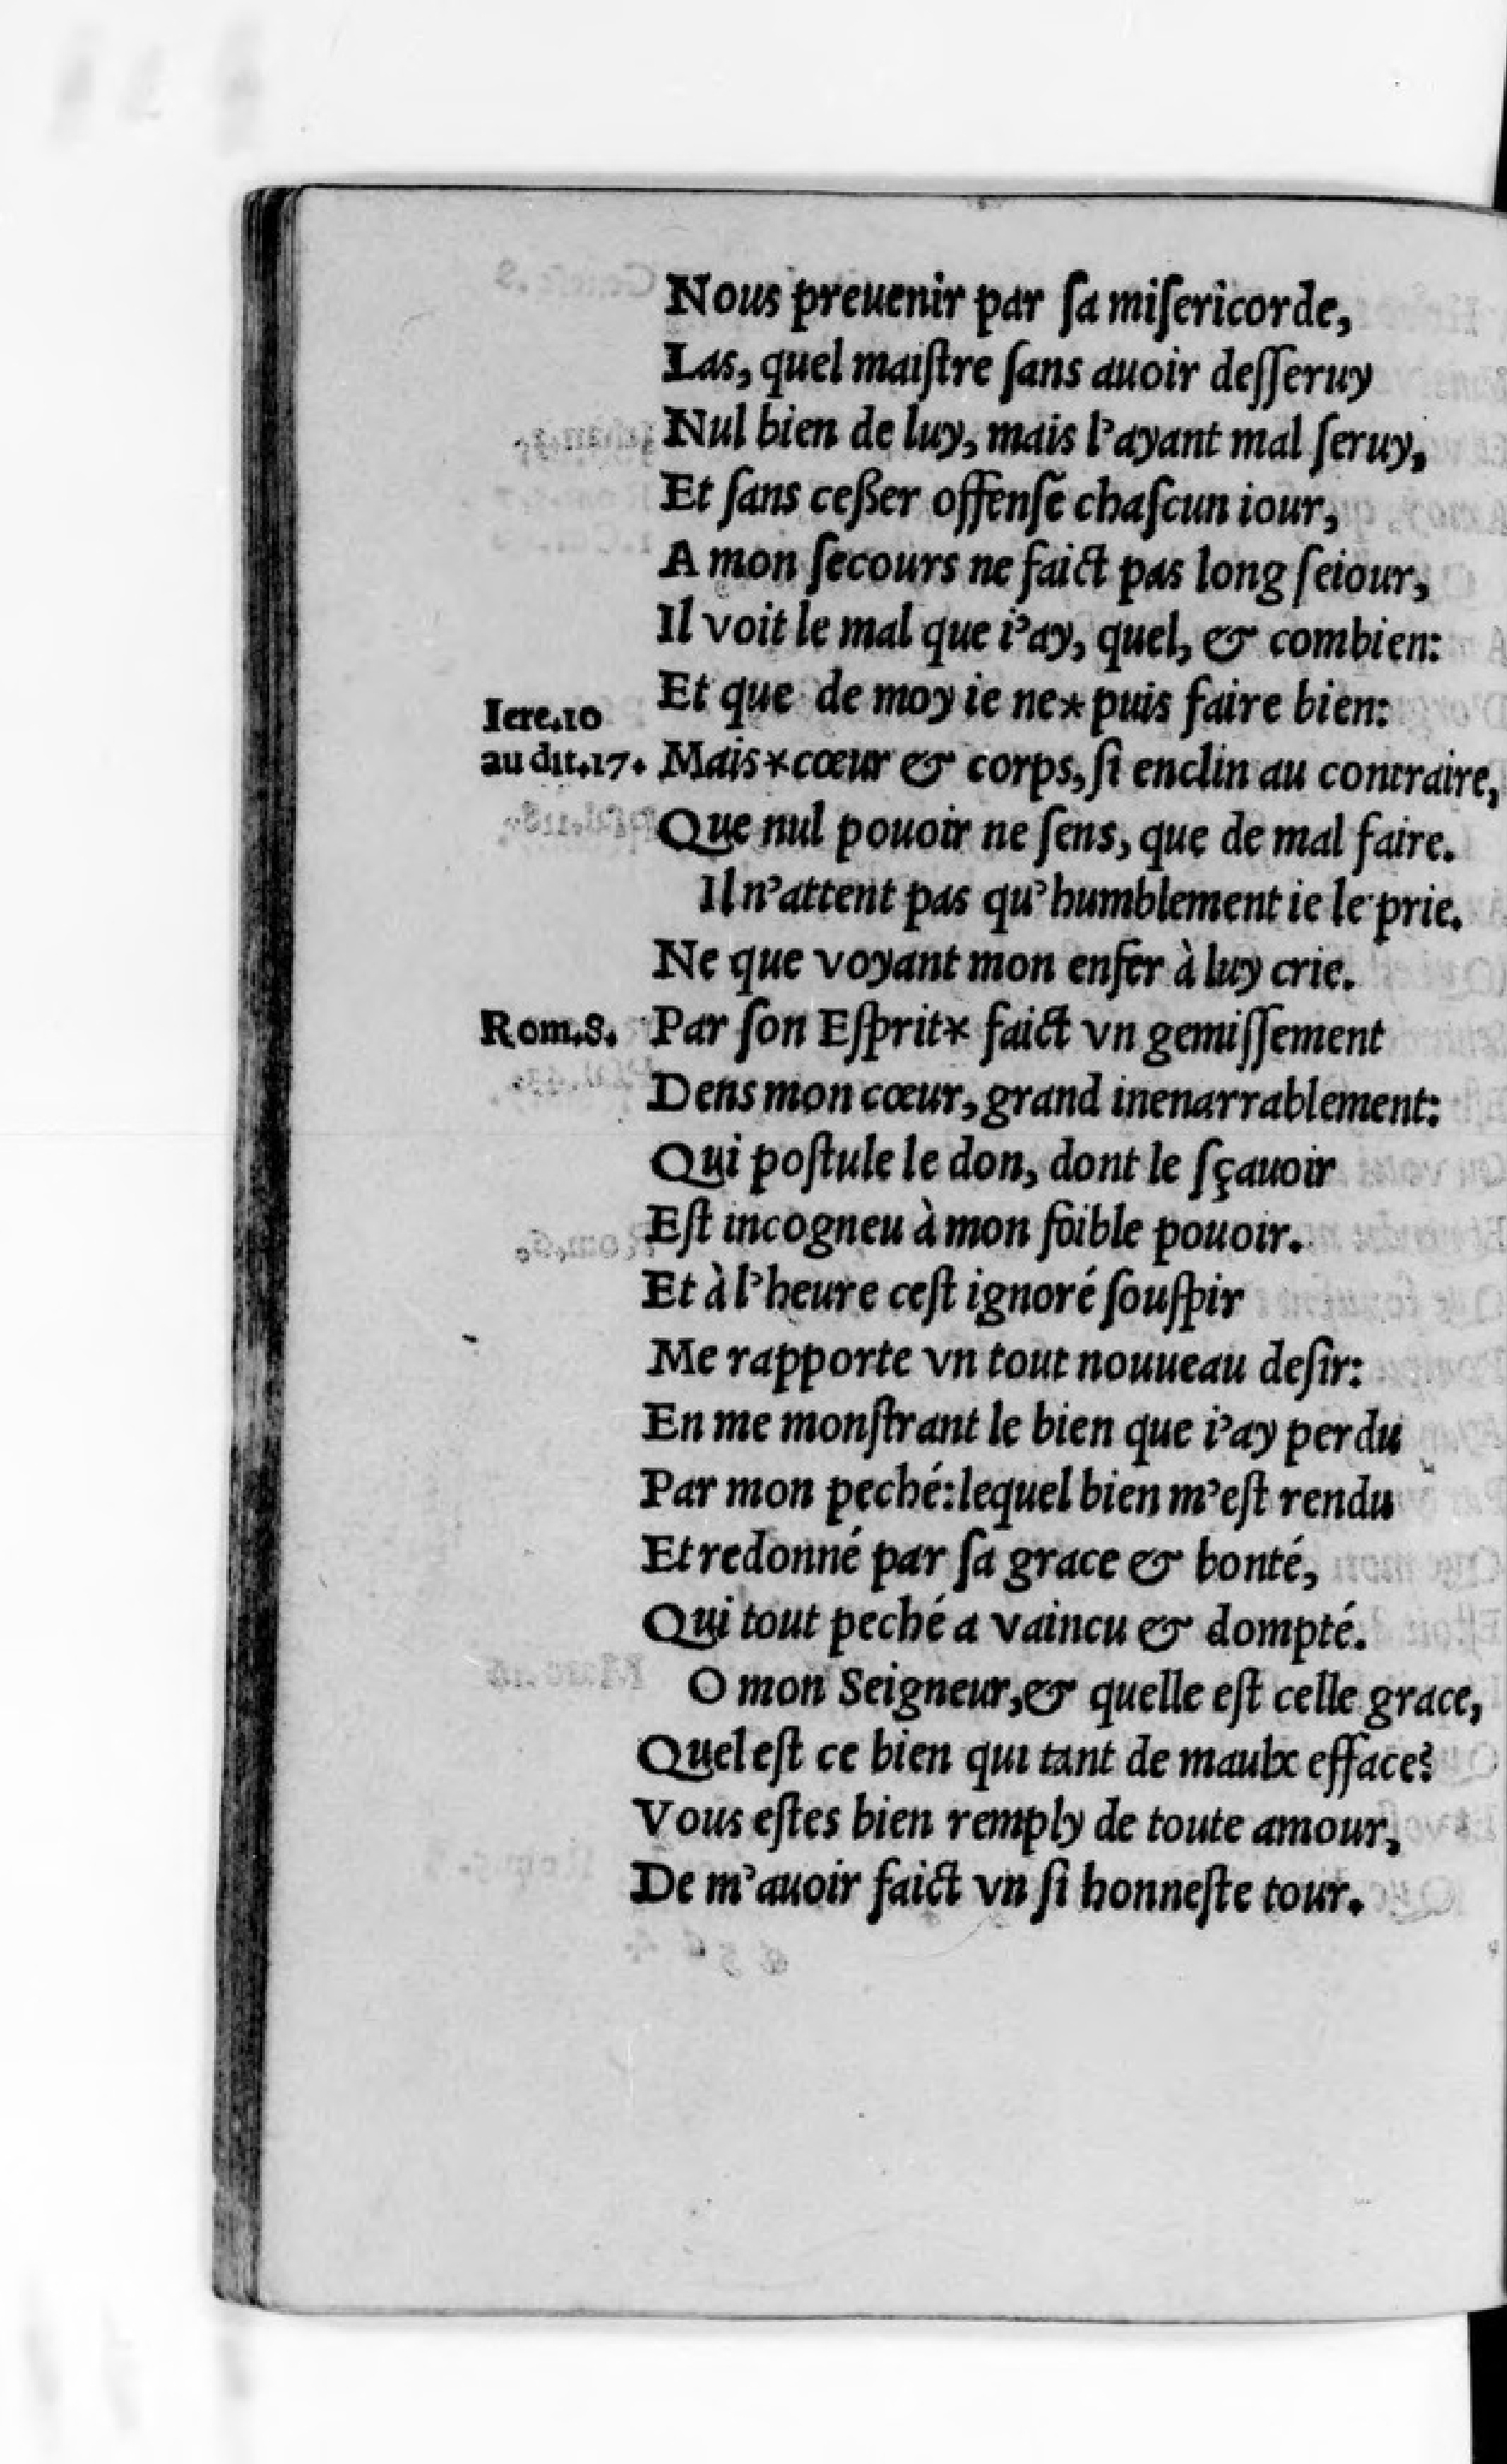 Nous preuenir par ſa miſericorde,
Las, quel maiſtre ſans auoir deſſeruy
Nul bien de luy, mais l'ayant mal ſeruy,
Et ſans ceßer offenſé chaſcun iour,
A mon ſecours ne faict pas long ſeiour,
Il voit le mal que i'ay, quel, & combien:
Et que de moy ie ne* puis faire bien:
Iere.10
au dit.17. Mais* cœur & corps, ſi enclin au contraire,
Que nul pouoir ne ſens, que de mal faire.
Il n'attent pas qu'humblement ie le prie.
Ne que voyant mon enfer à luy crie.
Rom.8. Par ſon Eſprit* faict vn gemiſſement
Dens mon cœur, grand inenarrablement:
Qui poſtule le don, dont le ſçauoir
Eſt incogneu à mon foible pouoir.
Et à l'heure ceſt ignoré ſouſpir
Me rapporte vn tout nouueau deſir:
En me monſtrant le bien que i'ay perdu
Par mon peché: lequel bien m'eſt rendu
Et redonné par ſa grace & bonté,
Qui tout peché a vaincu & dompté.
O mon Seigneur, & quelle eſt celle grace,
Quel eſt ce bien qui tant de maulx efface?
Vous eſtes bien remply de toute amour,
De m'auoir faict vn ſi honneſte tour.